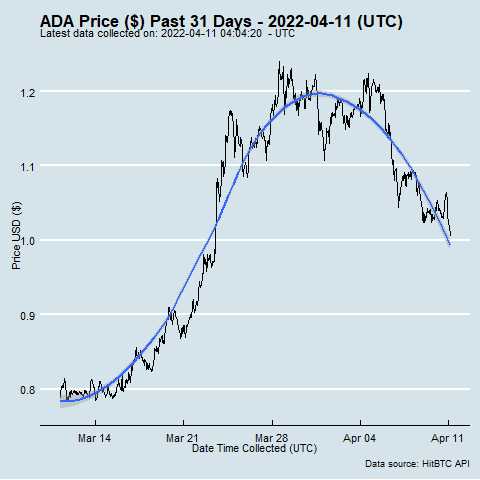 ADA Price ($) Past 31 Days - 2022-04-11 (UTC)
Latest data collected on: 2022-04-11 04:04:20 - UTC
1.2
1.1
1.0
0.9
0.8
Price USD ($)
Mar 14 Mar 21 Mar 28 Apr 04 Apr 11
Date Time Collected (UTC)
Data source: HitBTC API